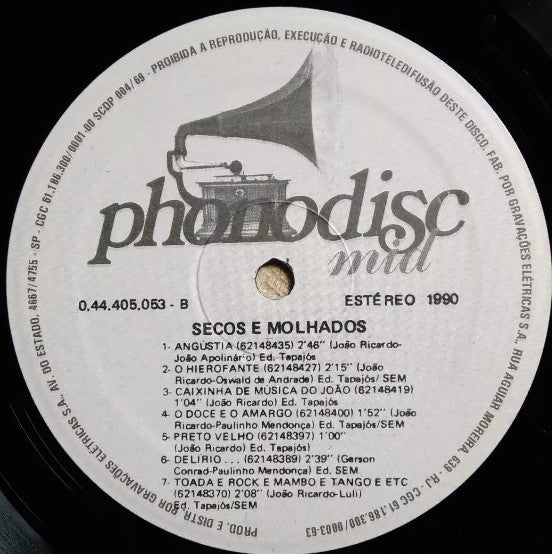 PROIBIDA A REPRODUÇÃO, EXECUÇÃO E RADIOTELEDIFUSÃO DESTE DISCO. FAB. POR GRAVAÇÕES ELÉTRICAS S.A., RUA AGUIAR MOREIRA, 639 - RJ - CGC 61.186.300/0003-63
PROD. E DISTR. POR GRAVAÇÕES ELÉTRICAS S.A., AV. DO ESTADO, 4667/4755 - SP - CGC 61.186.300/0001-00 SCDP 004/69 -
phonodisc
mid
0.44.405.053 - B
ESTÉREO 1990
SECOS E MOLHADOS
1- ANGÚSTIA (62148435) 2'46" (João Ricardo-
João Apolinário) Ed. Tapajós
2- O HIEROFANTE (62148427) 2'15" (João
Ricardo-Oswald de Andrade) Ed. Tapajós/ SEM
3- CAIXINHA DE MÚSICA DO JOÃO (62148419)
1'04" (João Ricardo) Ed. Tapajós
4- O DOCE E O AMARGO (62148400) 1'52" (João
Ricardo-Paulinho Mendonça) Ed. Tapajós/SEM
5- PRETO VELHO (62148397) 1'00"
(João Ricardo) Ed. Tapajós)
6- DELÍRIO... (62148389) 2'39" (Gerson
Conrad-Paulinho Mendonça) Ed. SEM
7- TOADA E ROCK E MAMBO E TANGO E ETC
(62148370) 2'08" (João Ricardo-Luli)
Ed. Tapajós/SEM